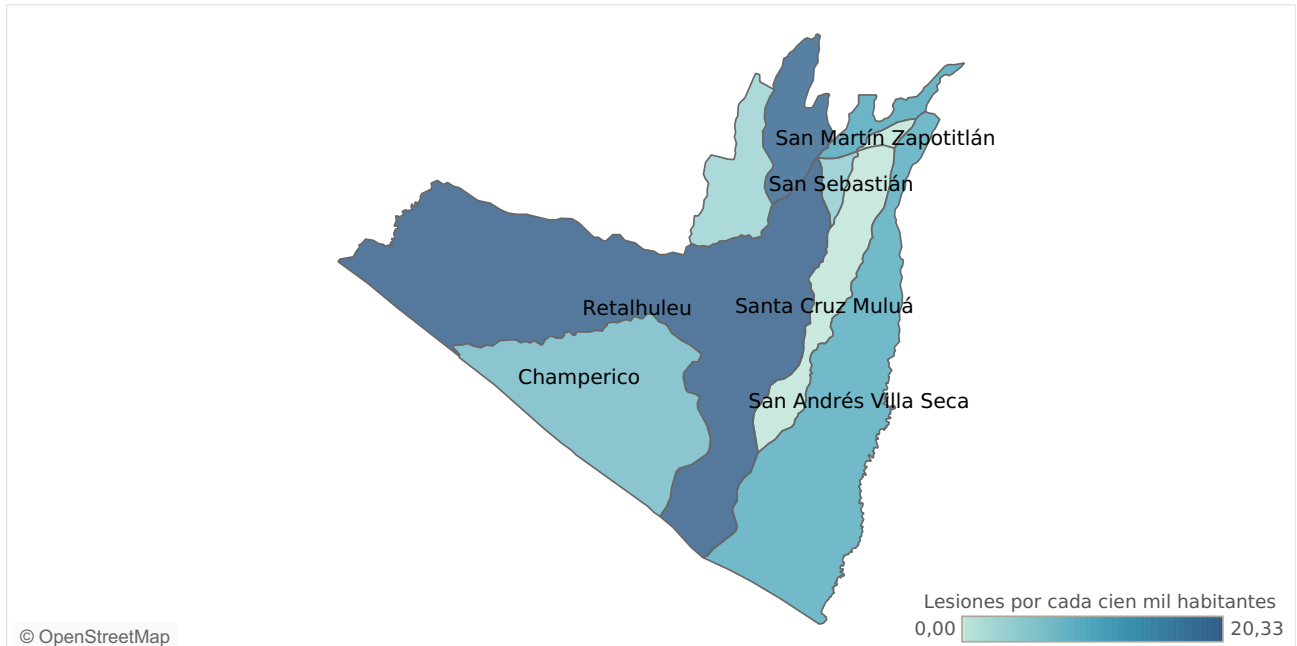 San Martín Zapotitlán
San Sebastián
Retalhuleu
Santa Cruz Muluá
Champerico
San Andrés Villa Seca
Lesiones por cada cien mil habitantes
0,00
20,33
© OpenStreetMap